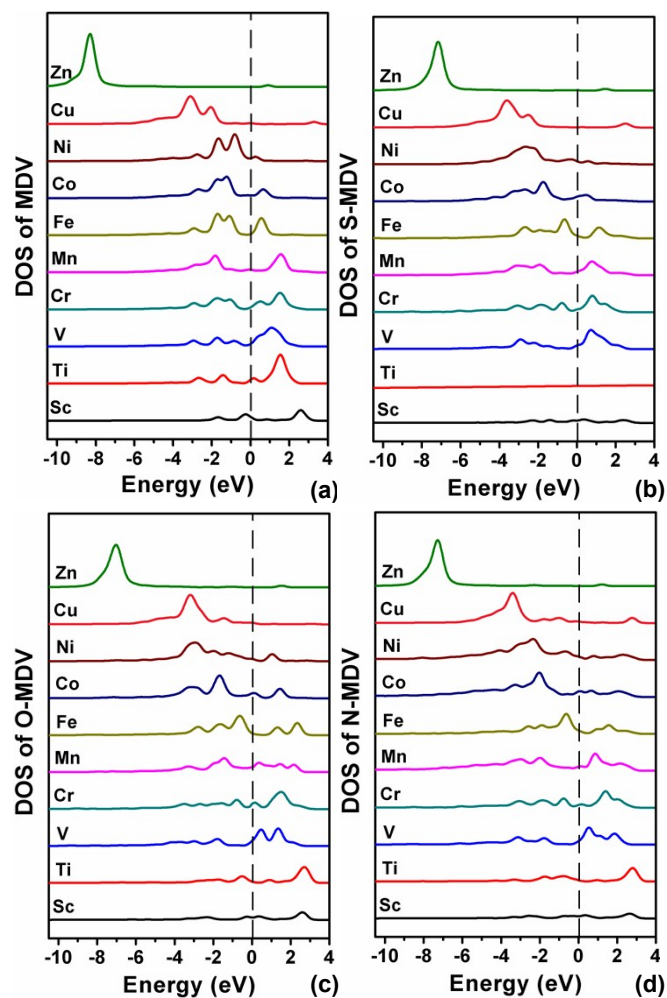 DOS of MDV
Zn
Cu
Ni
Co
Fe
Mn
Cr
V
Ti
Sc
-10 -8 -6 -4 -2 0 2 4
Energy (eV)
(a)
DOS of S-MDV
Zn
Cu
Ni
Co
Fe
Mn
Cr
V
Ti
Sc
-10 -8 -6 -4 -2 0 2 4
Energy (eV)
(b)
DOS of O-MDV
Zn
Cu
Ni
Co
Fe
Mn
Cr
V
Ti
Sc
-10 -8 -6 -4 -2 0 2 4
Energy (eV)
(c)
DOS of N-MDV
Zn
Cu
Ni
Co
Fe
Mn
Cr
V
Ti
Sc
-10 -8 -6 -4 -2 0 2 4
Energy (eV)
(d)